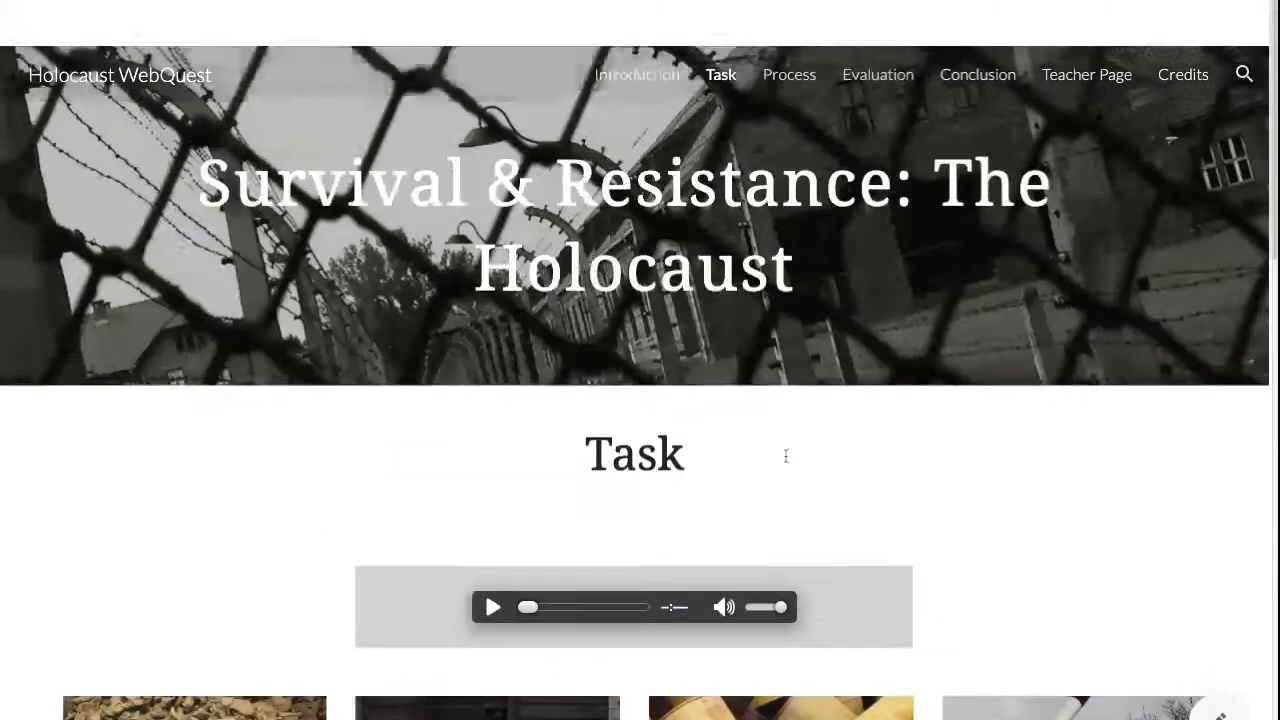 Holocaust WebQuest
Introduction Task Process Evaluation Conclusion Teacher Page Credits
Survival & Resistance: The
Holocaust
Task